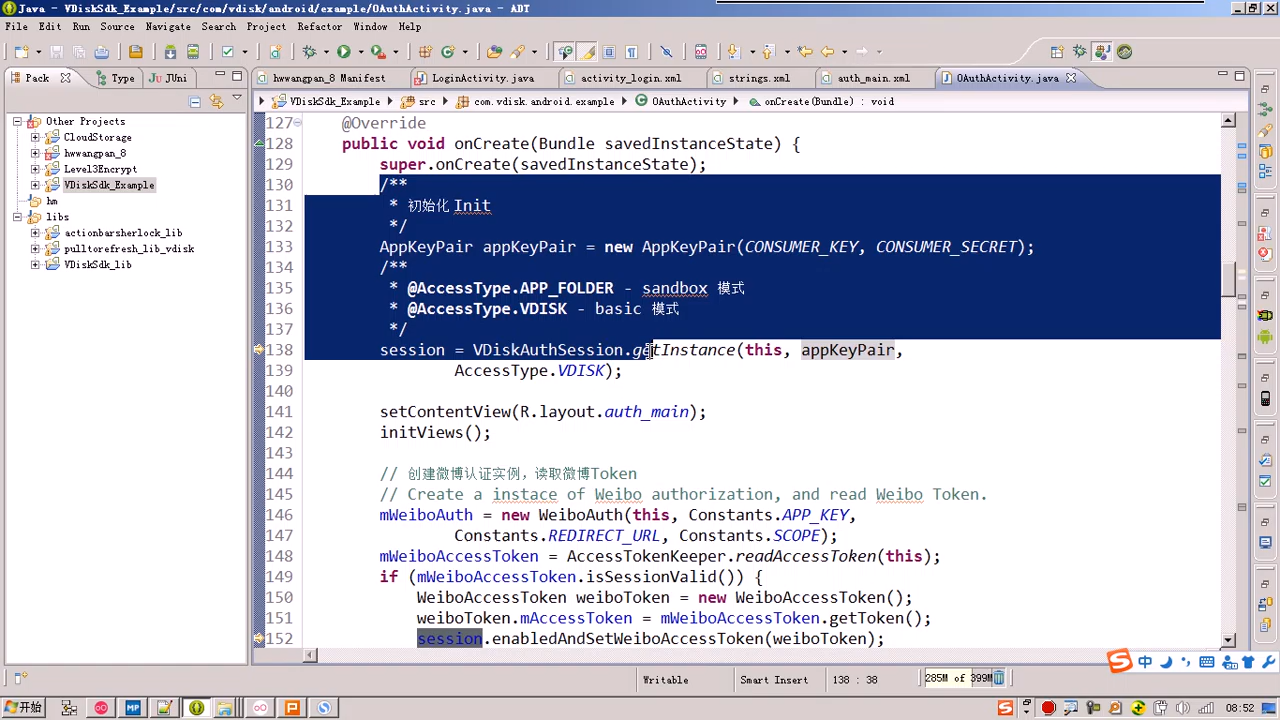 Java - VDiskSdk_Example/src/com/vdisk/android/example/OAuthActivity.java - ADT
File Edit Run Source Navigate Search Project Refactor Window Help
Pack Type JUni
hwwangpan_8 Manifest LoginActivity.java activity_login.xml strings.xml auth_main.xml OAuthActivity.java
VDiskSdk_Example src com.vdisk.android.example OAuthActivity onCreate(Bundle) : void
Other Projects
CloudStorage
hwwangpan_8
Level3Encrypt
VDiskSdk_Example
hm
libs
actionbarsherlock_lib
pulltorefresh_lib_vdisk
VDiskSdk_lib
127 @Override
128 public void onCreate(Bundle savedInstanceState) {
129 super.onCreate(savedInstanceState);
130 /**
131 * 初始化 Init
132 */
133 AppKeyPair appKeyPair = new AppKeyPair(CONSUMER_KEY, CONSUMER_SECRET);
134 /**
135 * @AccessType.APP_FOLDER - sandbox 模式
136 * @AccessType.VDISK - basic 模式
137 */
138 session = VDiskAuthSession.getInstance(this, appKeyPair,
139 AccessType.VDISK);
140
141 setContentView(R.layout.auth_main);
142 initViews();
143
144 // 创建微博认证实例，读取微博Token
145 // Create a instace of Weibo authorization, and read Weibo Token.
146 mWeiboAuth = new WeiboAuth(this, Constants.APP_KEY,
147 Constants.REDIRECT_URL, Constants.SCOPE);
148 mWeiboAccessToken = AccessTokenKeeper.readAccessToken(this);
149 if (mWeiboAccessToken.isSessionValid()) {
150 WeiboAccessToken weiboToken = new WeiboAccessToken();
151 weiboToken.mAccessToken = mWeiboAccessToken.getToken();
152 session.enabledAndSetWeiboAccessToken(weiboToken);
中
Writable Smart Insert 138 : 38 285M of 399M
开始 MP 08:52